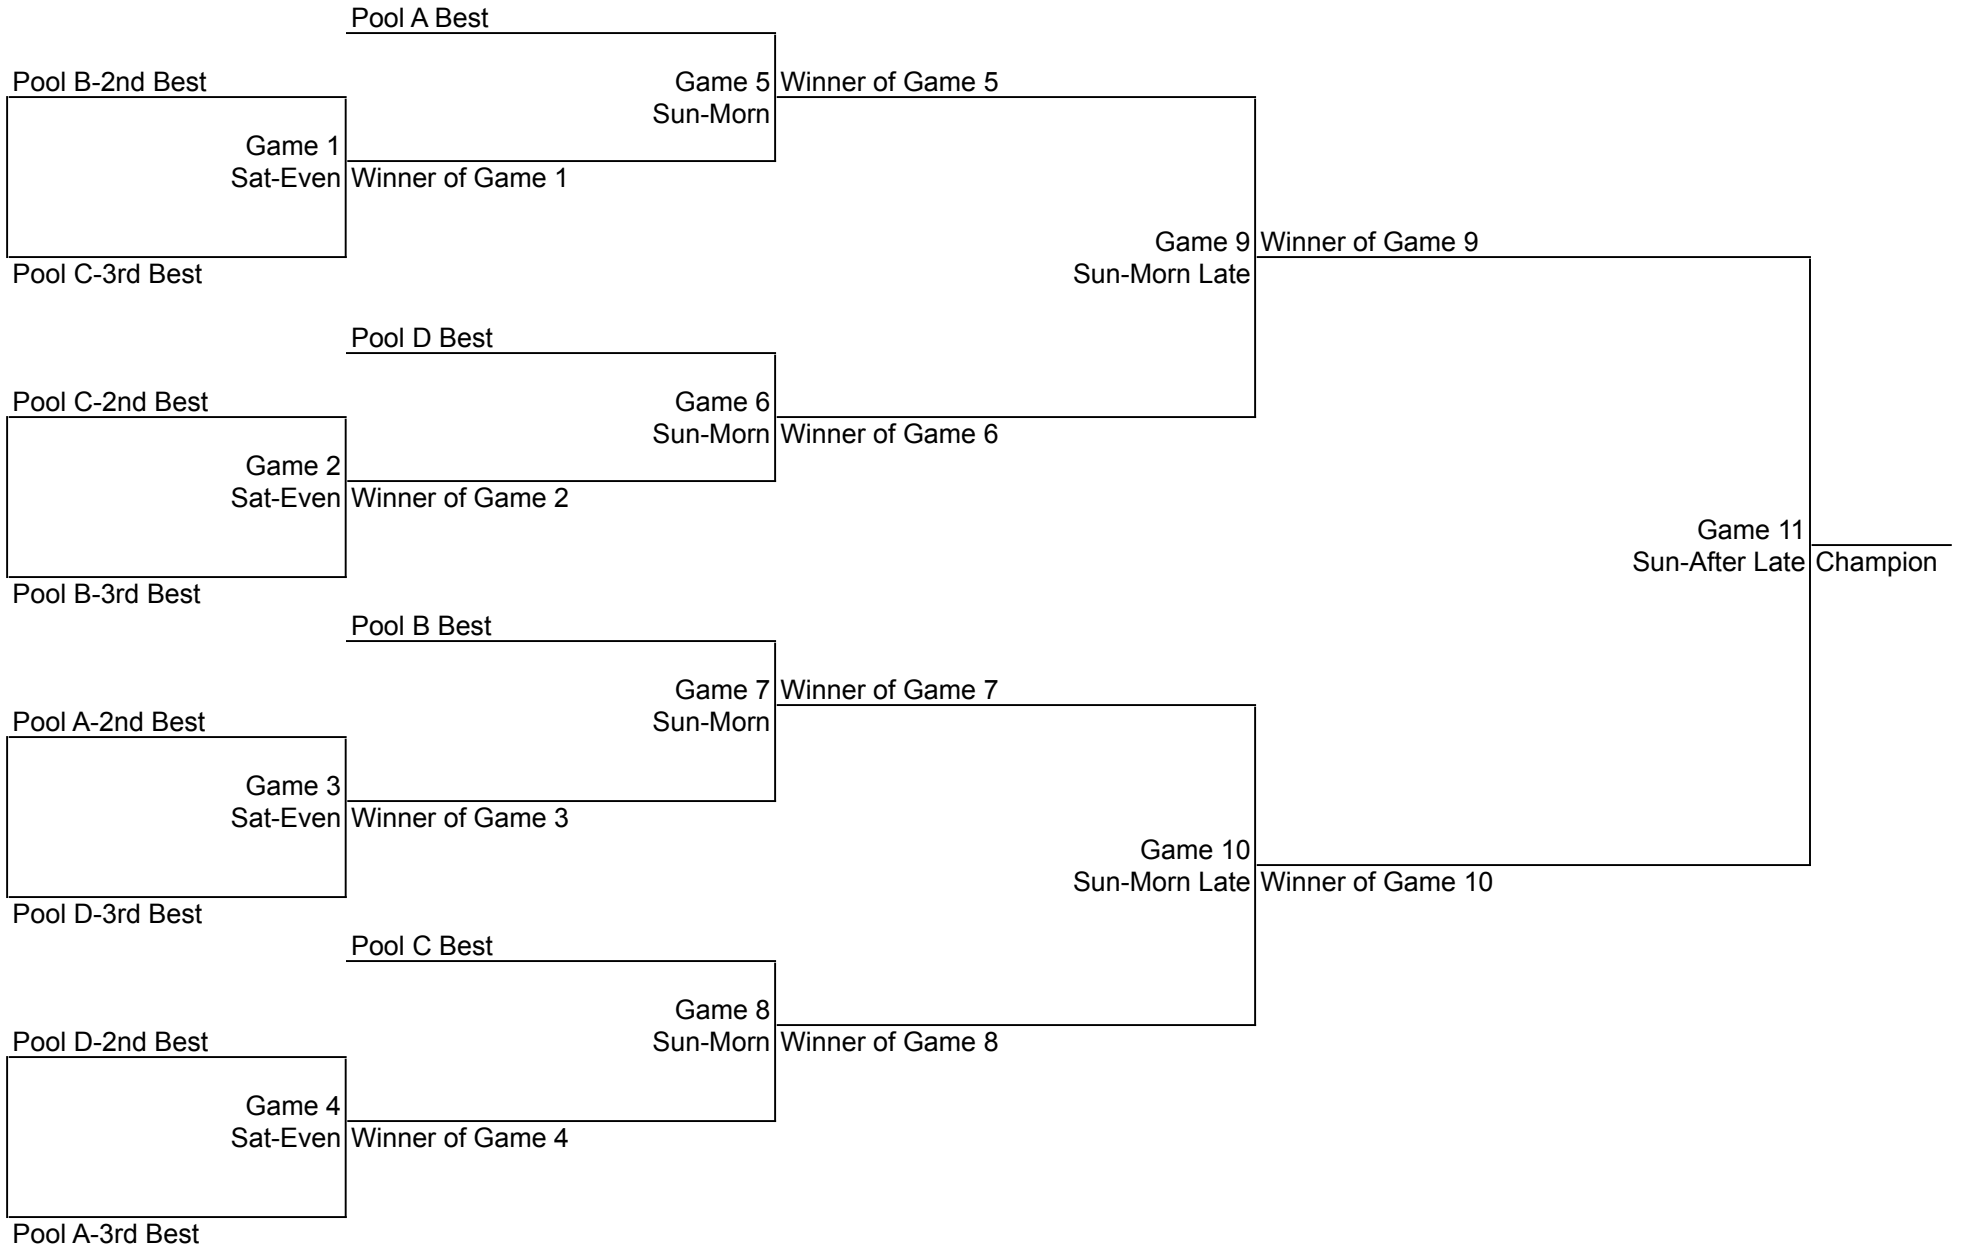 Pool A Best
Pool B-2nd Best
Game 5
Winner of Game 5
Sun-Morn
Game 1
Sat-Even
Winner of Game 1
Game 9
Winner of Game 9
Pool C-3rd Best
Sun-Morn Late
Pool D Best
Pool C-2nd Best
Game 6
Sun-Morn
Winner of Game 6
Game 2
Sat-Even
Winner of Game 2
Game 11
Sun-After Late
Champion
Pool B-3rd Best
Pool B Best
Game 7
Winner of Game 7
Pool A-2nd Best
Sun-Morn
Game 3
Sat-Even
Winner of Game 3
Game 10
Sun-Morn Late
Winner of Game 10
Pool D-3rd Best
Pool C Best
Game 8
Pool D-2nd Best
Sun-Morn
Winner of Game 8
Game 4
Sat-Even
Winner of Game 4
Pool A-3rd Best